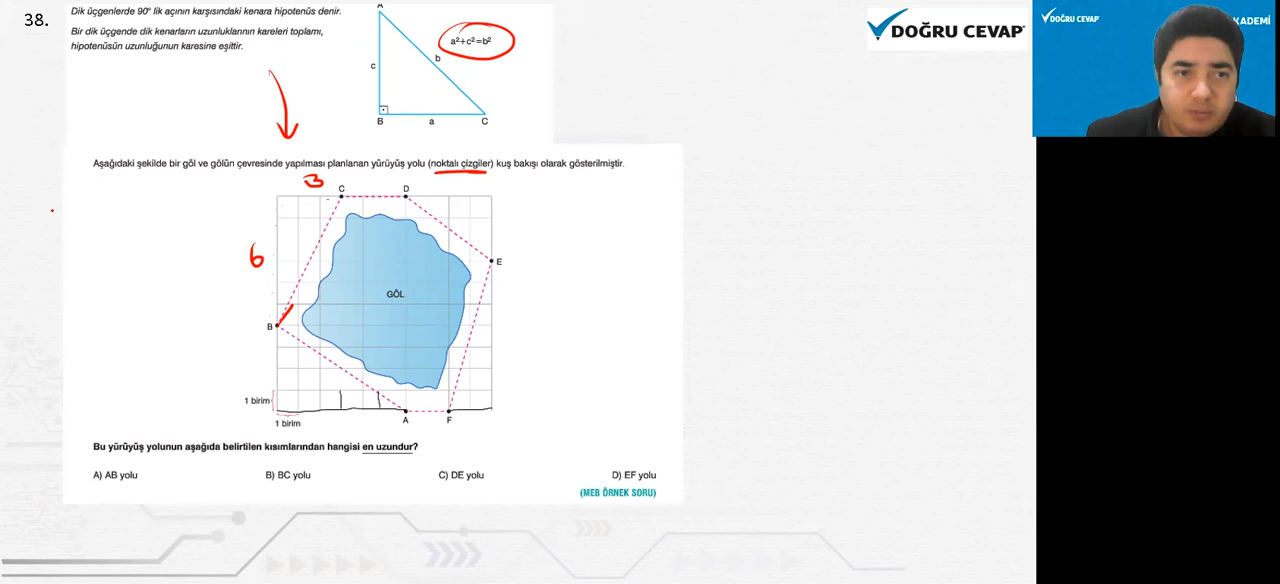 38.
Dik üçgenlerde 90° lik açının karşısındaki kenara hipotenüs denir.
Bir dik üçgende dik kenarların uzunluklarının kareleri toplamı,
hipotenüsün uzunluğunun karesine eşittir.
A
a²+c²=b²
b
c
B
a
C
DOĞRU CEVAP
DOĞRU CEVAP
KADEMİ
Aşağıdaki şekilde bir göl ve gölün çevresinde yapılması planlanan yürüyüş yolu (noktalı çizgiler) kuş bakışı olarak gösterilmiştir.
3
C
D
6
E
GÖL
B
1 birim
1 birim
A
F
Bu yürüyüş yolunun aşağıda belirtilen kısımlarından hangisi en uzundur?
A) AB yolu
B) BC yolu
C) DE yolu
D) EF yolu
(MEB ÖRNEK SORU)